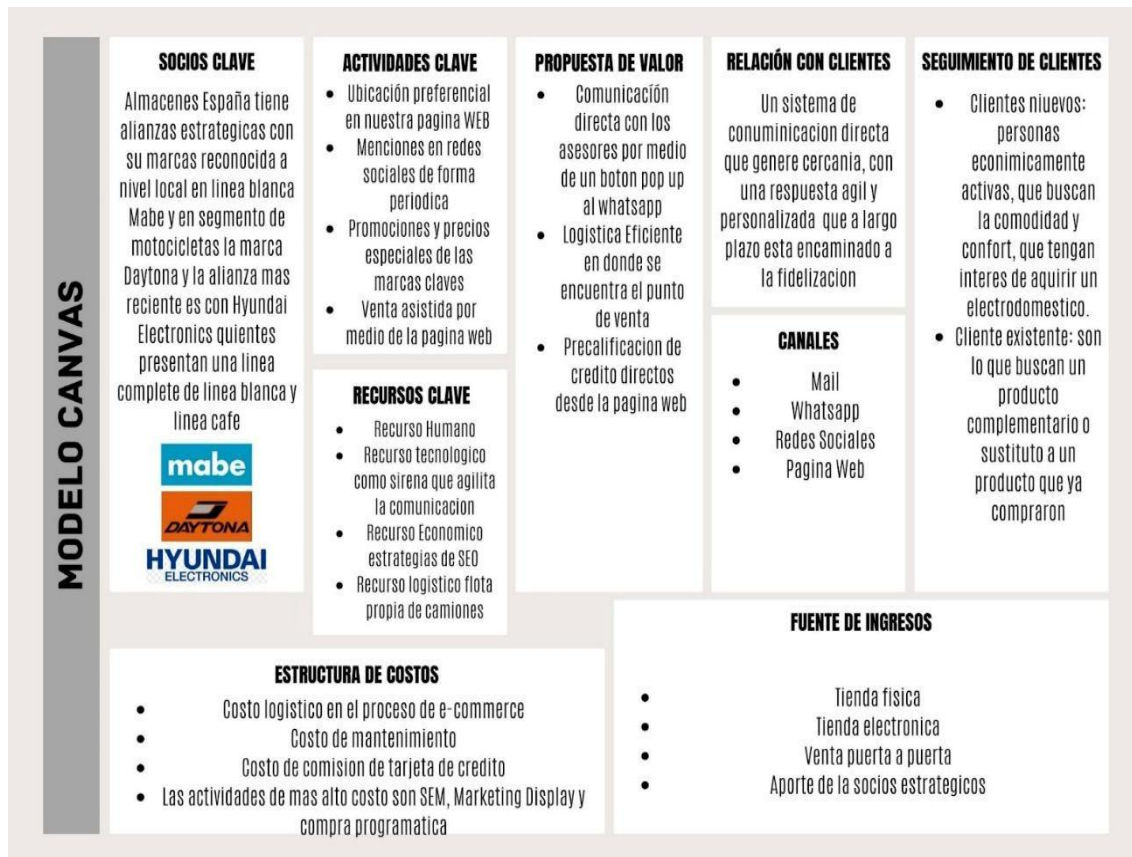 MODELO CANVAS
SOCIOS CLAVE
Almacenes España tiene
alianzas estrategicas con
su marcas reconocida a
nivel local en linea blanca
Mabe y en segmento de
motocicletas la marca
Daytona y la alianza mas
reciente es con Hyundai
Electronics quientes
presentan una linea
complete de linea blanca y
linea cafe
mabe
DAYTONA
HYUNDAI
ELECTRONICS
ACTIVIDADES CLAVE
• Ubicación preferencial
en nuestra pagina WEB
• Menciones en redes
sociales de forma
periodica
• Promociones y precios
especiales de las
marcas claves
• Venta asistida por
medio de la pagina web
RECURSOS CLAVE
• Recurso Humano
• Recurso tecnologico
como sirena que agilita
la comunicacion
• Recurso Economico
estrategias de SEO
• Recurso logistico flota
propia de camiones
PROPUESTA DE VALOR
• Comunicación
directa con los
asesores por medio
de un boton pop up
al whatsapp
• Logistica Eficiente
en donde se
encuentra el punto
de venta
• Precalificacion de
credito directos
desde la pagina web
RELACIÓN CON CLIENTES
Un sistema de
conuminicacion directa
que genere cercania, con
una respuesta agil y
personalizada que a largo
plazo esta encaminado a
la fidelizacion
CANALES
• Mail
• Whatsapp
• Redes Sociales
• Pagina Web
SEGUIMIENTO DE CLIENTES
• Clientes niuevos:
personas
econimicamente
activas, que buscan
la comodidad y
confort, que tengan
interes de aquirir un
electrodomestico.
• Cliente existente: son
lo que buscan un
producto
complementario o
sustituto a un
producto que ya
compraron
ESTRUCTURA DE COSTOS
• Costo logistico en el proceso de e-commerce
• Costo de mantenimiento
• Costo de comision de tarjeta de credito
• Las actividades de mas alto costo son SEM, Marketing Display y
compra programatica
FUENTE DE INGRESOS
• Tienda fisica
• Tienda electronica
• Venta puerta a puerta
• Aporte de la socios estrategicos